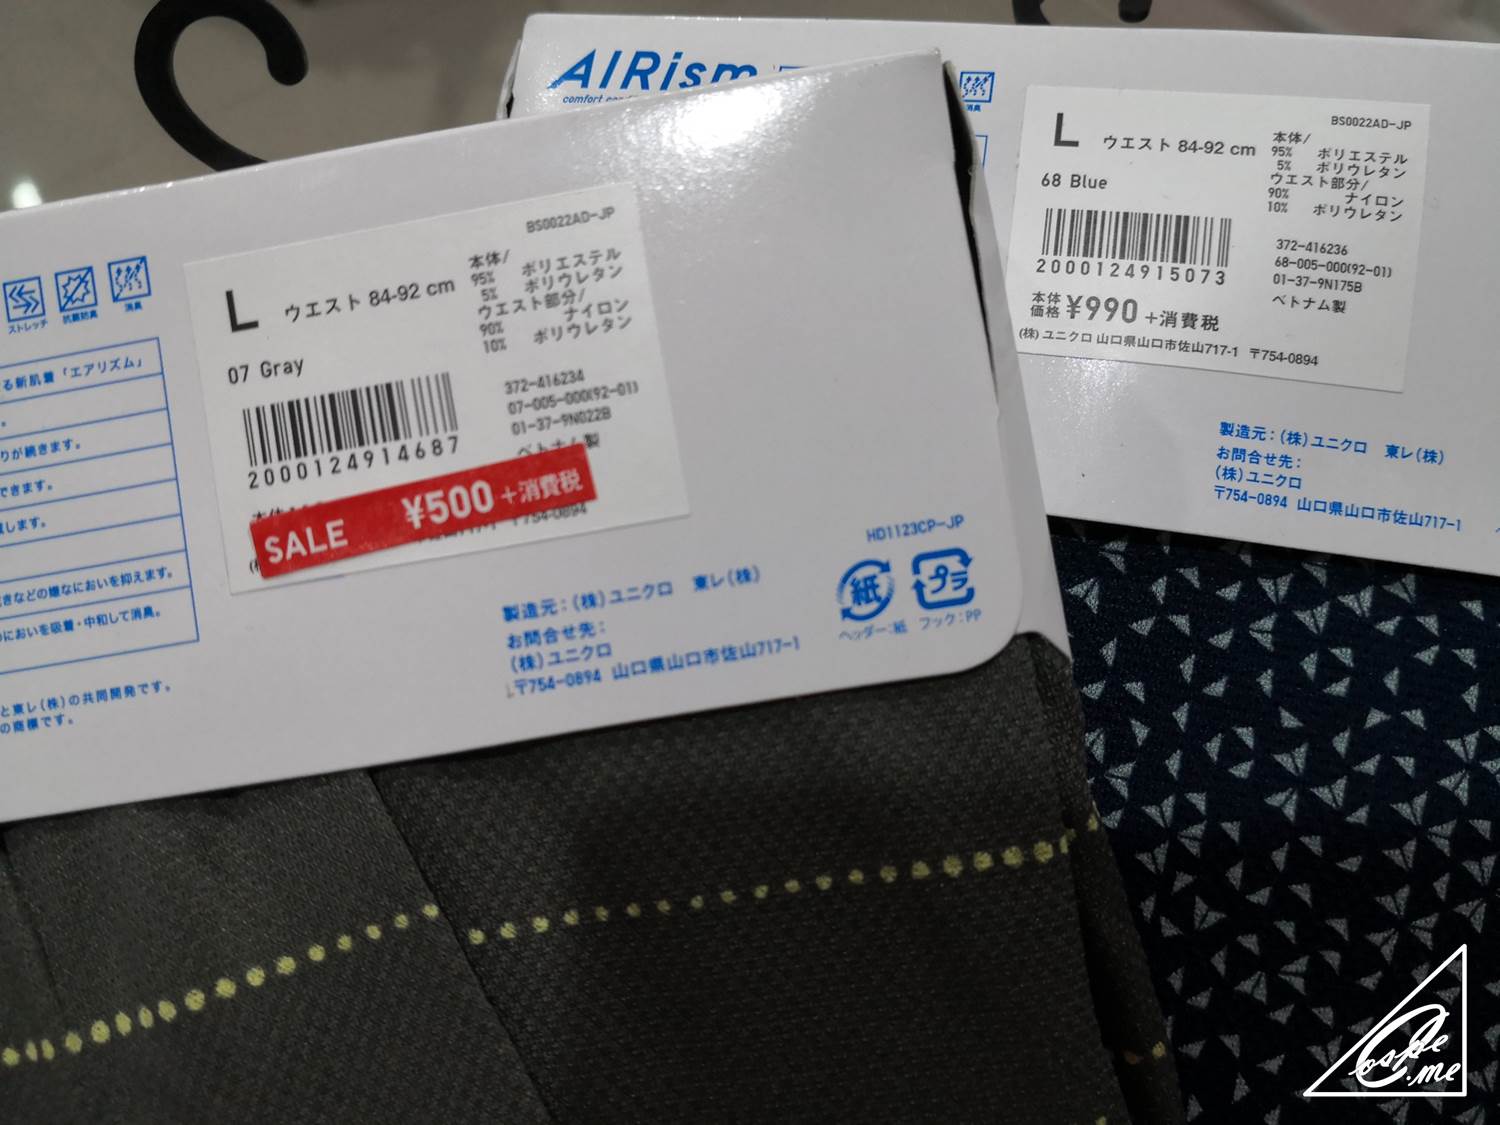 AIRism
消臭
BS0022AD-JP
L ウエスト 84-92 cm
68 Blue
本体/
95% ポリエステル
5% ポリウレタン
ウエスト部分/
90% ナイロン
10% ポリウレタン
2000124915073
372-416236
68-005-000(92-01)
01-37-9N175B
ベトナム製
本体価格 ¥990 +消費税
(株)ユニクロ 山口県山口市佐山717-1 〒754-0894
製造元:(株)ユニクロ 東レ(株)
お問合せ先:
(株)ユニクロ
〒754-0894 山口県山口市佐山717-1
BS0022AD-JP
L ウエスト 84-92 cm
07 Gray
本体/
95% ポリエステル
5% ポリウレタン
ウエスト部分/
90% ナイロン
10% ポリウレタン
2000124914687
372-416234
07-005-000(92-01)
01-37-9N022B
ベトナム製
SALE ¥500 +消費税
〒754-0894
ストレッチ
抗菌防臭
消臭
る新肌着「エアリズム」
りが続きます。
できます。
します。
きなどの嫌なにおいを抑えます。
においを吸着・中和して消臭。
と東レ(株)の共同開発です。
の商標です。
HD1123CP-JP
紙
プラ
ヘッダー:紙 フック:PP
製造元:(株)ユニクロ 東レ(株)
お問合せ先:
(株)ユニクロ
〒754-0894 山口県山口市佐山717-1